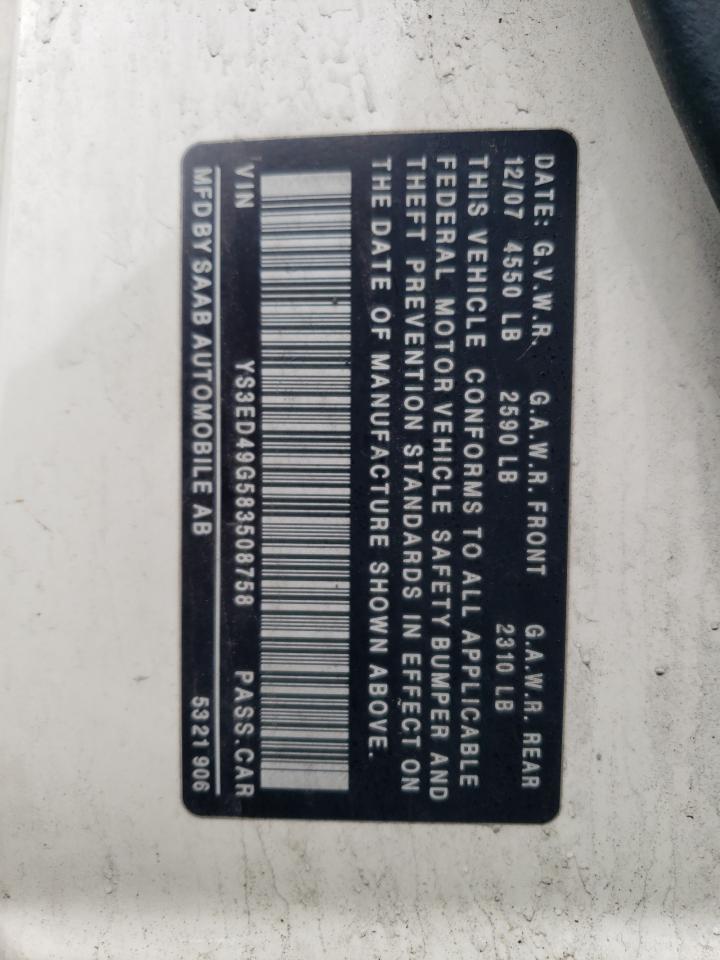 DATE: G.V.W.R. G.A.W.R. FRONT G.A.W.R. REAR
12/07 4550 LB 2590 LB 2310 LB
THIS VEHICLE CONFORMS TO ALL APPLICABLE
FEDERAL MOTOR VEHICLE SAFETY BUMPER AND
THEFT PREVENTION STANDARDS IN EFFECT ON
THE DATE OF MANUFACTURE SHOWN ABOVE.
VIN YS3ED49G583508758 PASS.CAR
MFD BY SAAB AUTOMOBILE AB 5321906